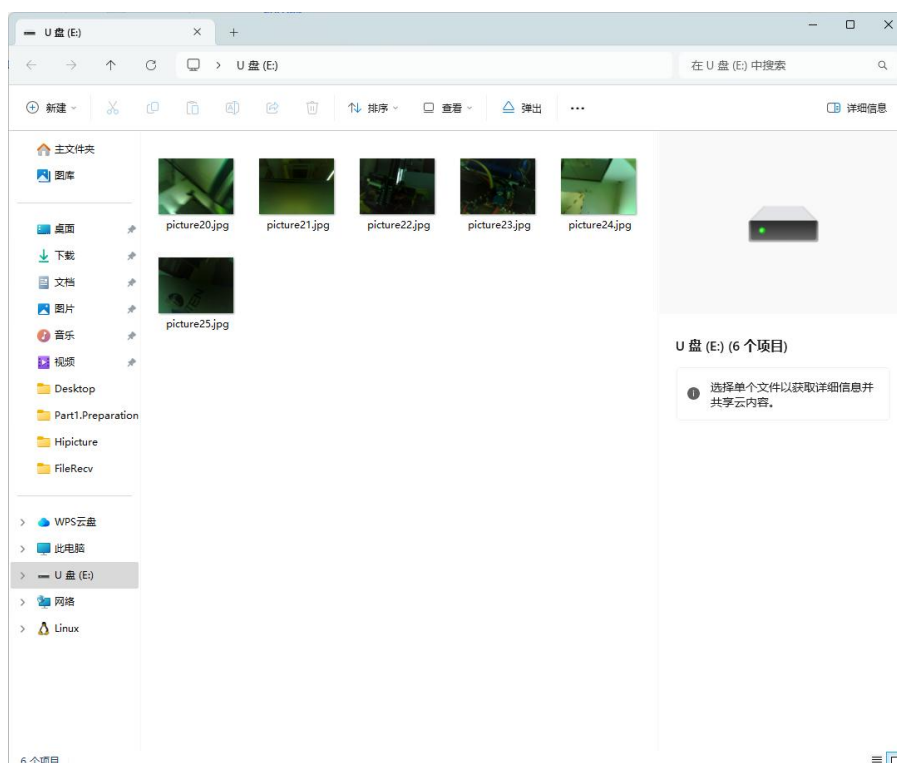 U 盘 (E:)
U 盘 (E:)
在 U 盘 (E:) 中搜索
新建
排序
查看
弹出
详细信息
主文件夹
图库
桌面
下载
文档
图片
音乐
视频
Desktop
Part1.Preparation
Hipicture
FileRecv
WPS云盘
此电脑
U 盘 (E:)
网络
Linux
picture20.jpg
picture21.jpg
picture22.jpg
picture23.jpg
picture24.jpg
picture25.jpg
U 盘 (E:) (6 个项目)
选择单个文件以获取详细信息并
共享云内容。
6 个项目